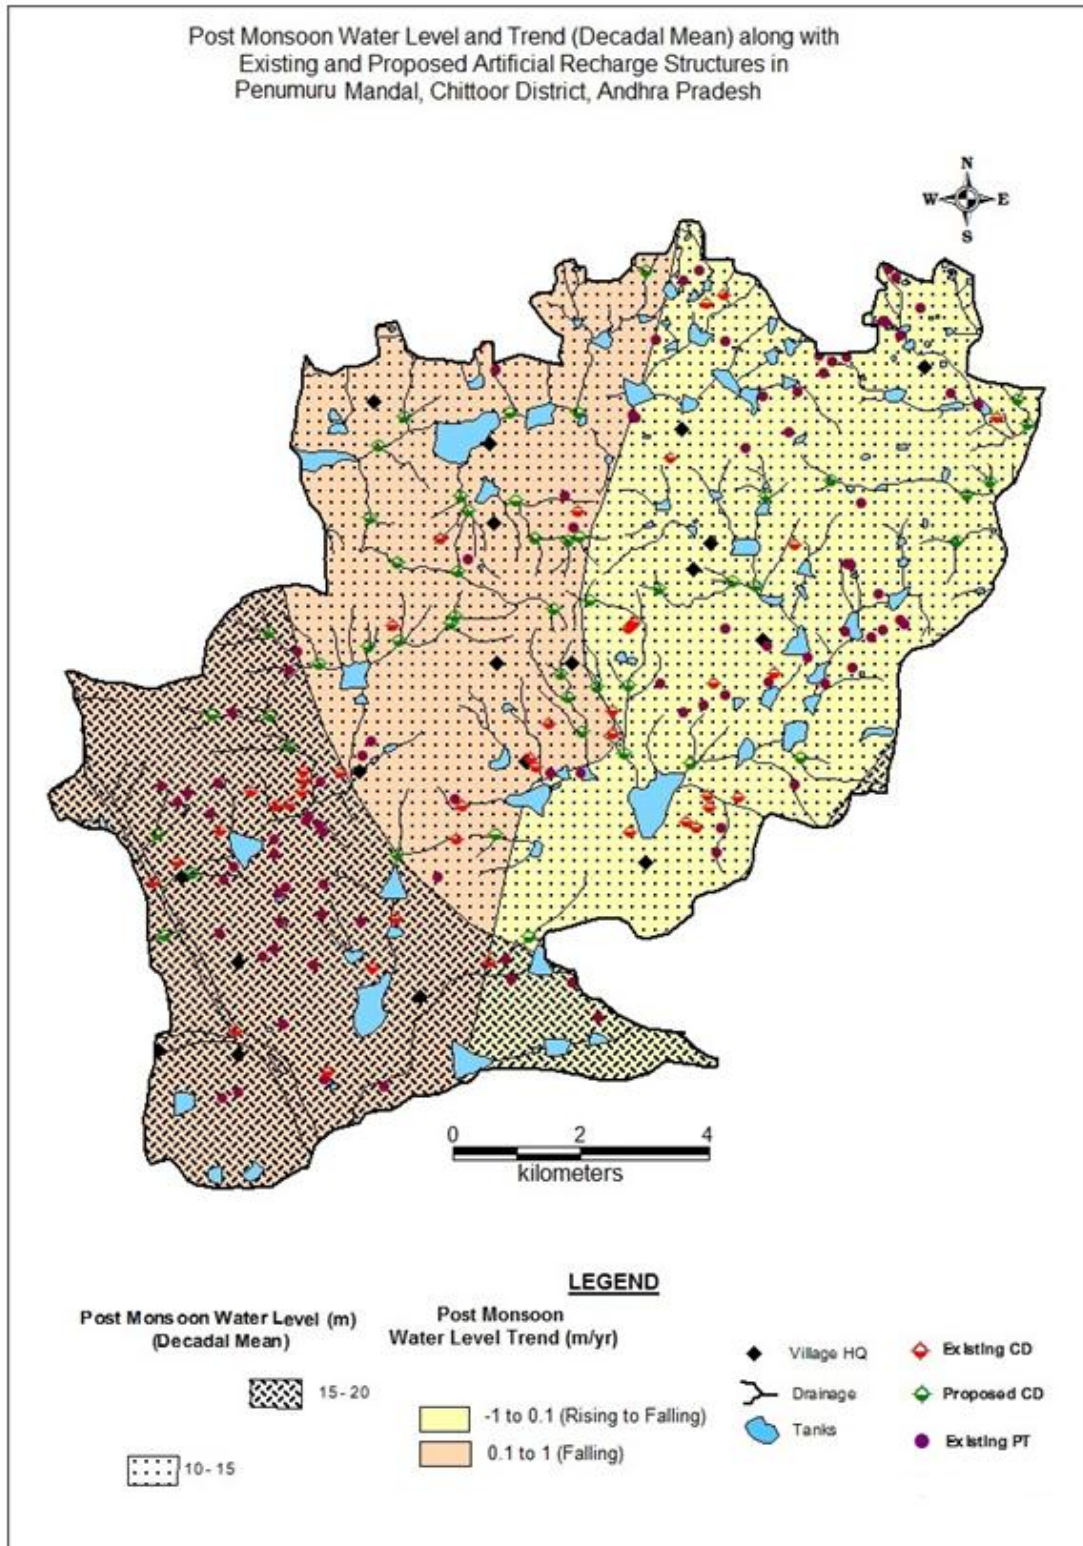 Post Monsoon Water Level and Trend (Decadal Mean) along with
Existing and Proposed Artificial Recharge Structures in
Penumuru Mandal, Chittoor District, Andhra Pradesh
N
W E
S
0 2 4
kilometers
LEGEND
Post Monsoon Water Level (m)
(Decadal Mean)
15 - 20
10 - 15
Post Monsoon
Water Level Trend (m/yr)
-1 to 0.1 (Rising to Falling)
0.1 to 1 (Falling)
Village HQ
Drainage
Tanks
Existing CD
Proposed CD
Existing PT